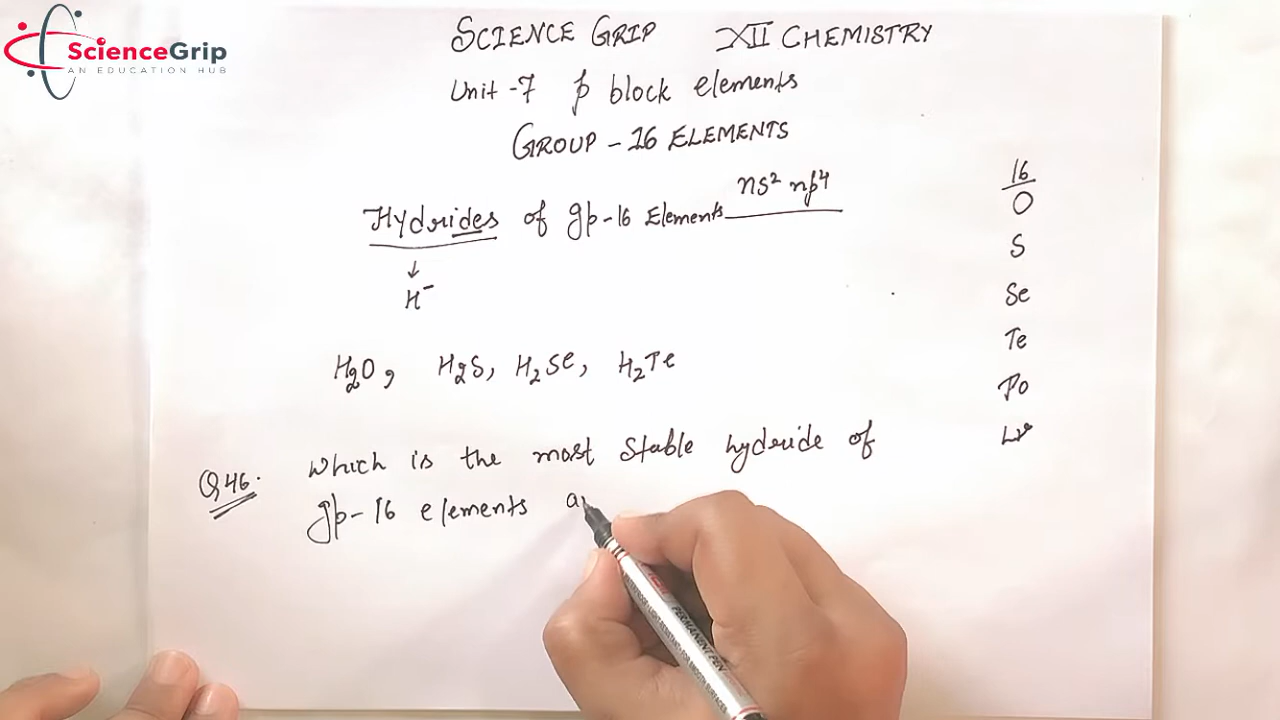 ScienceGrip
AN EDUCATION HUB
SCIENCE GRIP XII CHEMISTRY
Unit -7 p block elements
GROUP - 16 ELEMENTS
Hydrides of gp-16 Elements ns² np⁴
↓
H⁻
H₂O, H₂S, H₂Se, H₂Te
Q46. Which is the most stable hydride of
gp-16 elements a
16
O
S
Se
Te
Po
Lv
PERMANENT PEN